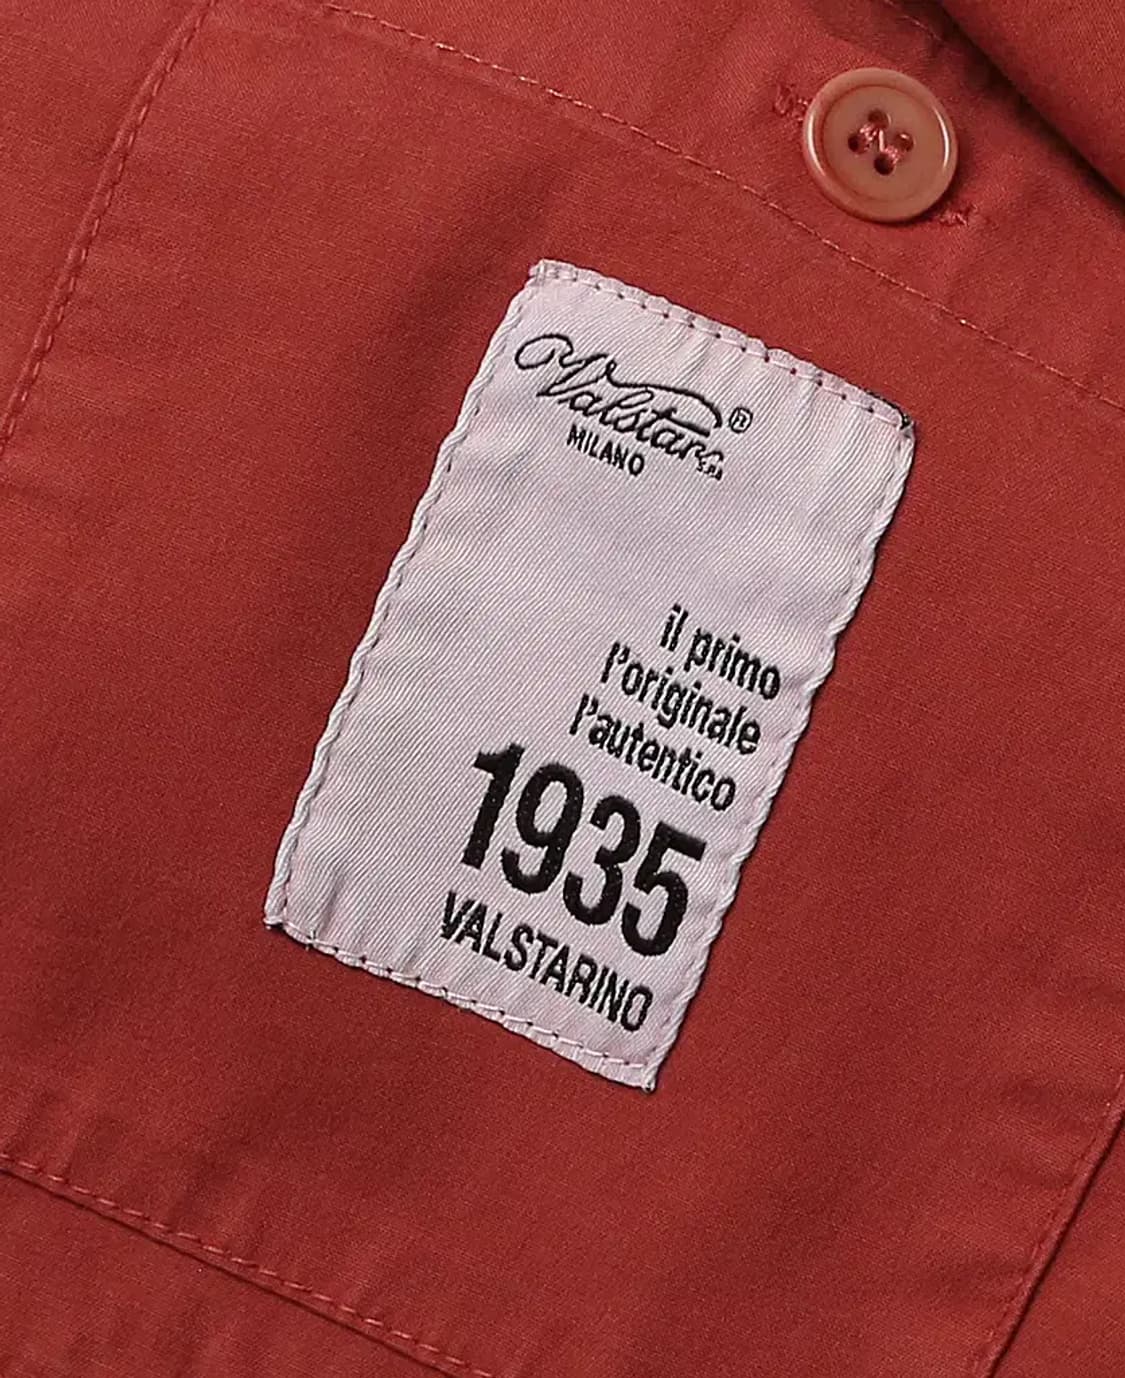 Valstar®
S.P.A
MILANO
il primo
l'originale
l'autentico
1935
VALSTARINO